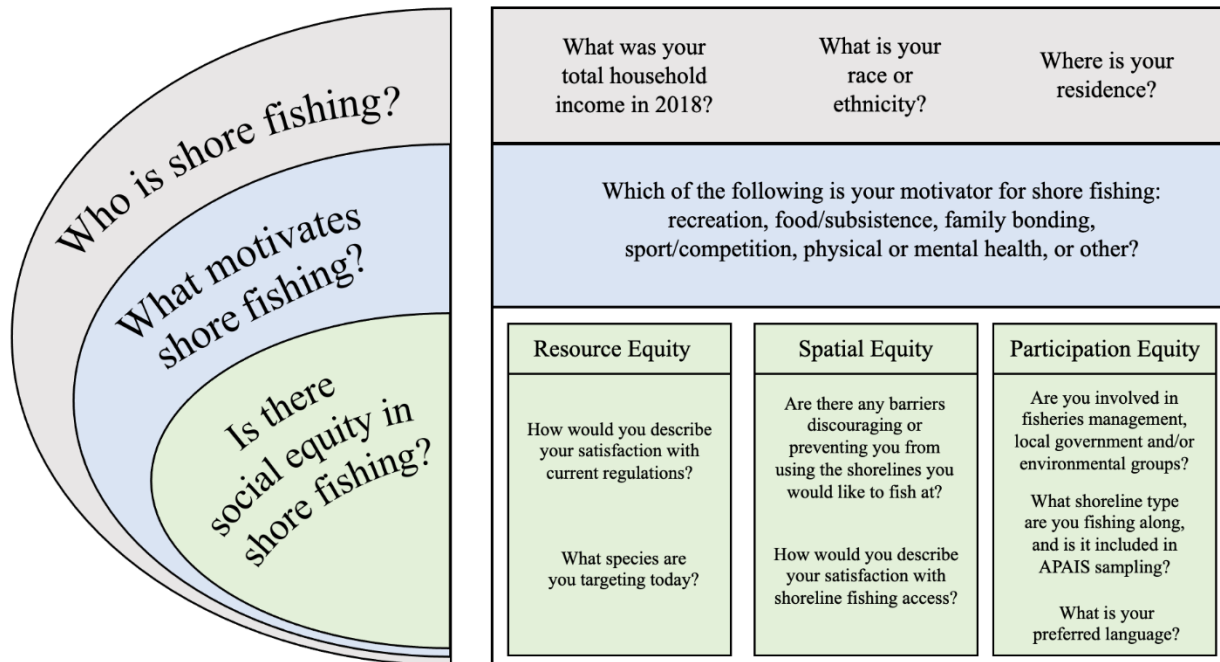 Who is shore fishing?
What motivates
shore fishing?
Is there
social equity in
shore fishing?
What was your
total household
income in 2018?
What is your
race or
ethnicity?
Where is your
residence?
Which of the following is your motivator for shore fishing:
recreation, food/subsistence, family bonding,
sport/competition, physical or mental health, or other?
Resource Equity
How would you describe
your satisfaction with
current regulations?
What species are
you targeting today?
Spatial Equity
Are there any barriers
discouraging or
preventing you from
using the shorelines you
would like to fish at?
How would you describe
your satisfaction with
shoreline fishing access?
Participation Equity
Are you involved in
fisheries management,
local government and/or
environmental groups?
What shoreline type
are you fishing along,
and is it included in
APAIS sampling?
What is your
preferred language?